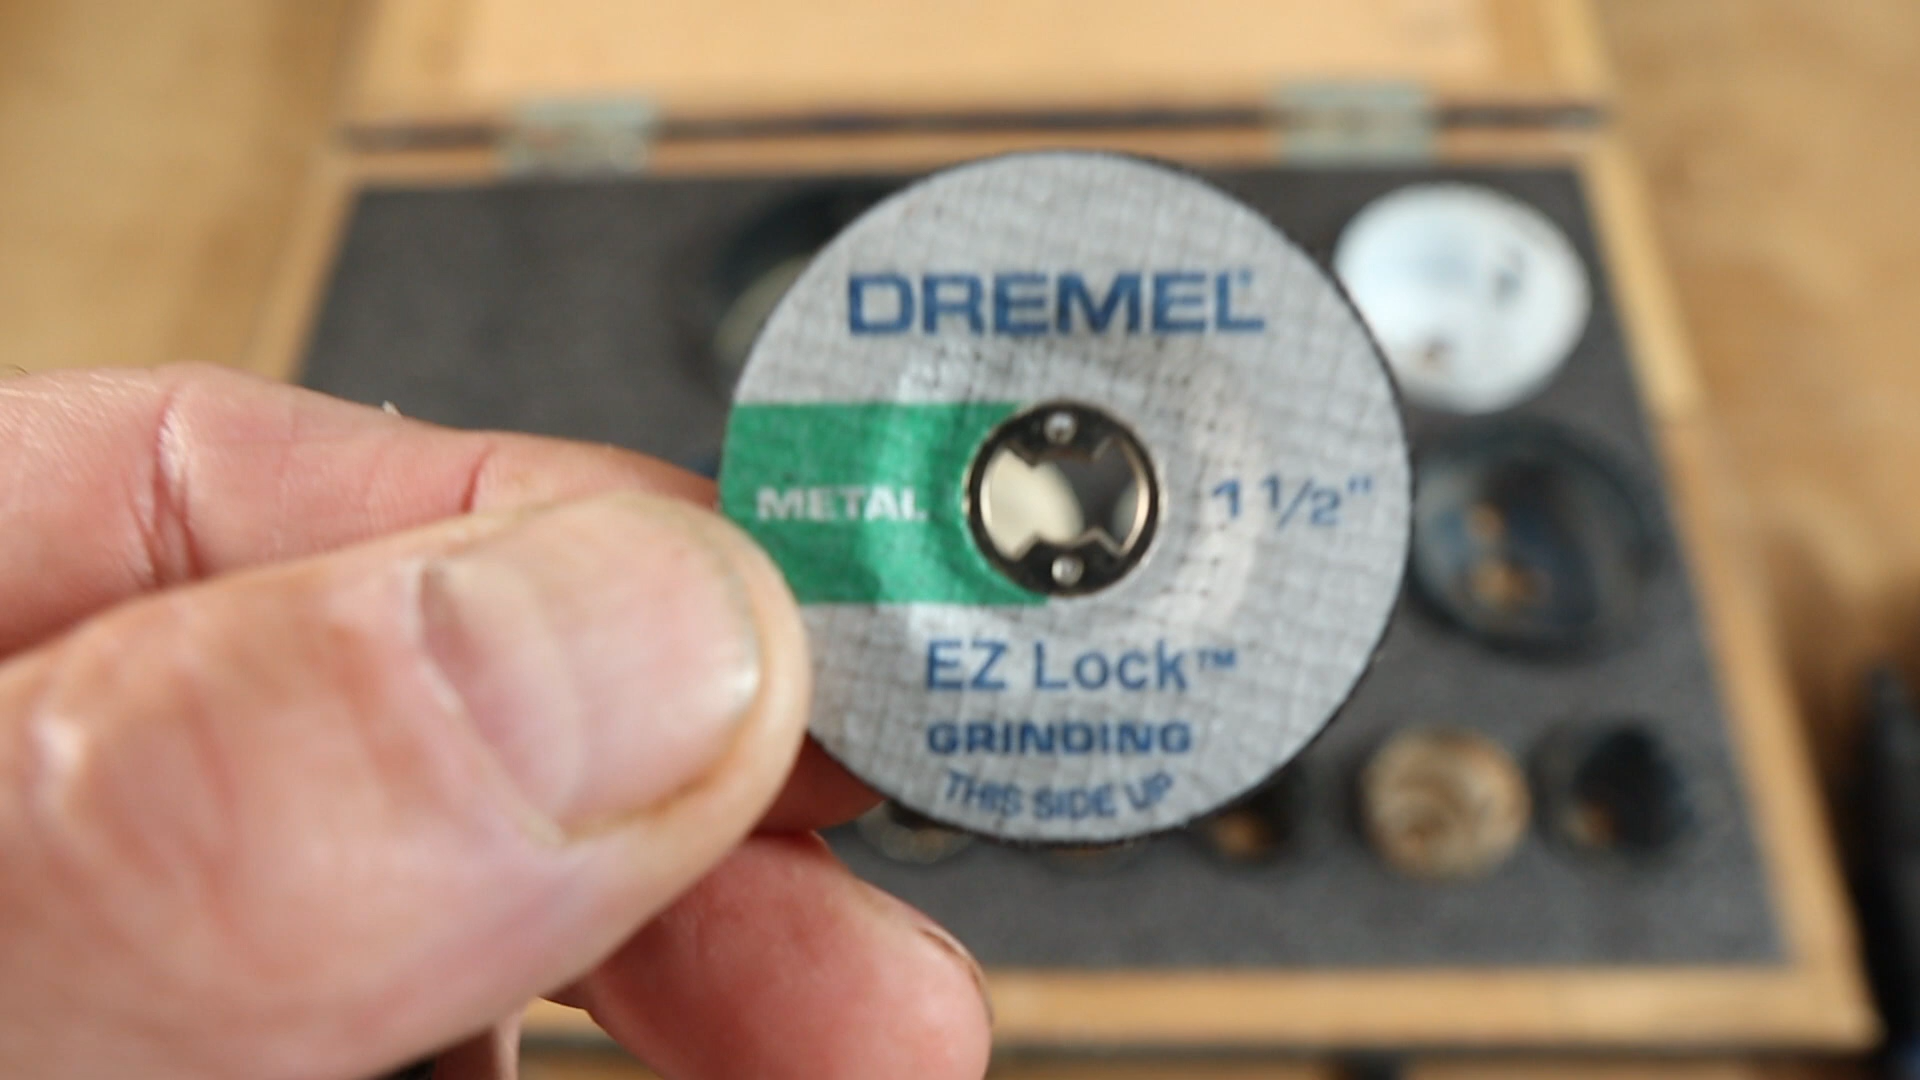 DREMEL®
METAL
1 1/2"
EZ Lock™
GRINDING
THIS SIDE UP